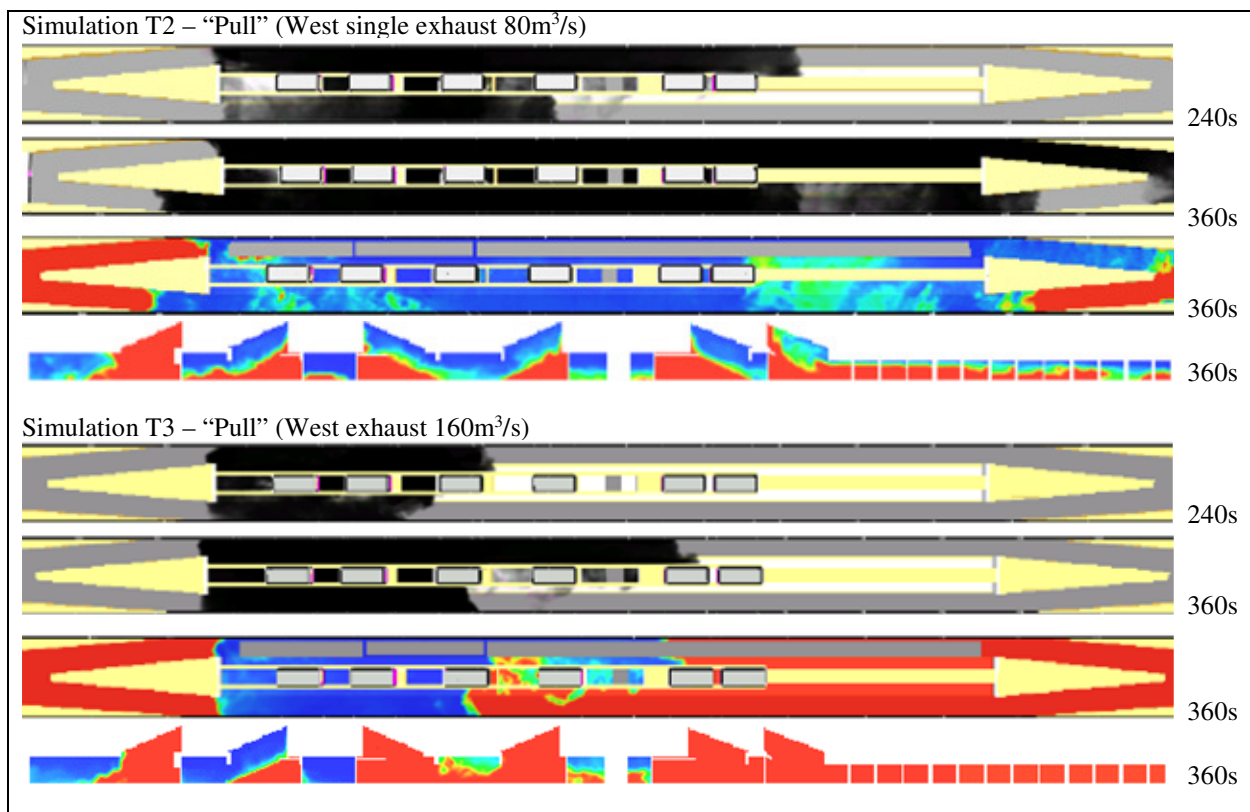 Simulation T2 – “Pull” (West single exhaust 80m³/s)
240s
360s
360s
360s
Simulation T3 – “Pull” (West exhaust 160m³/s)
240s
360s
360s
360s